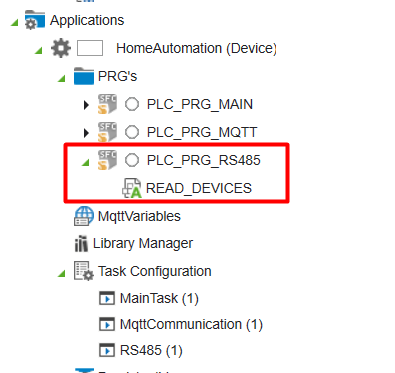 Applications
HomeAutomation (Device)
PRG's
PLC_PRG_MAIN
PLC_PRG_MQTT
PLC_PRG_RS485
READ_DEVICES
MqttVariables
Library Manager
Task Configuration
MainTask (1)
MqttCommunication (1)
RS485 (1)